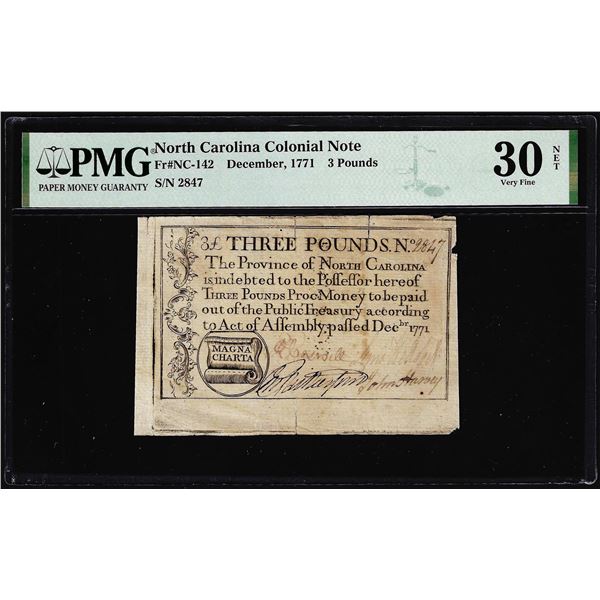 PMG
PAPER MONEY GUARANTY
North Carolina Colonial Note
Fr#NC-142 December, 1771 3 Pounds
S/N 2847
30 NET
Very Fine
3£ THREE POUNDS. No. 2847
The Province of NORTH CAROLINA
is indebted to the Poſſeſſor hereof
THREE POUNDS Proc. Money to be paid
out of the Public Treaſury according
to Act of Aſſembly paſſed Decbr. 1771
MAGNA
CHARTA
John Harvey